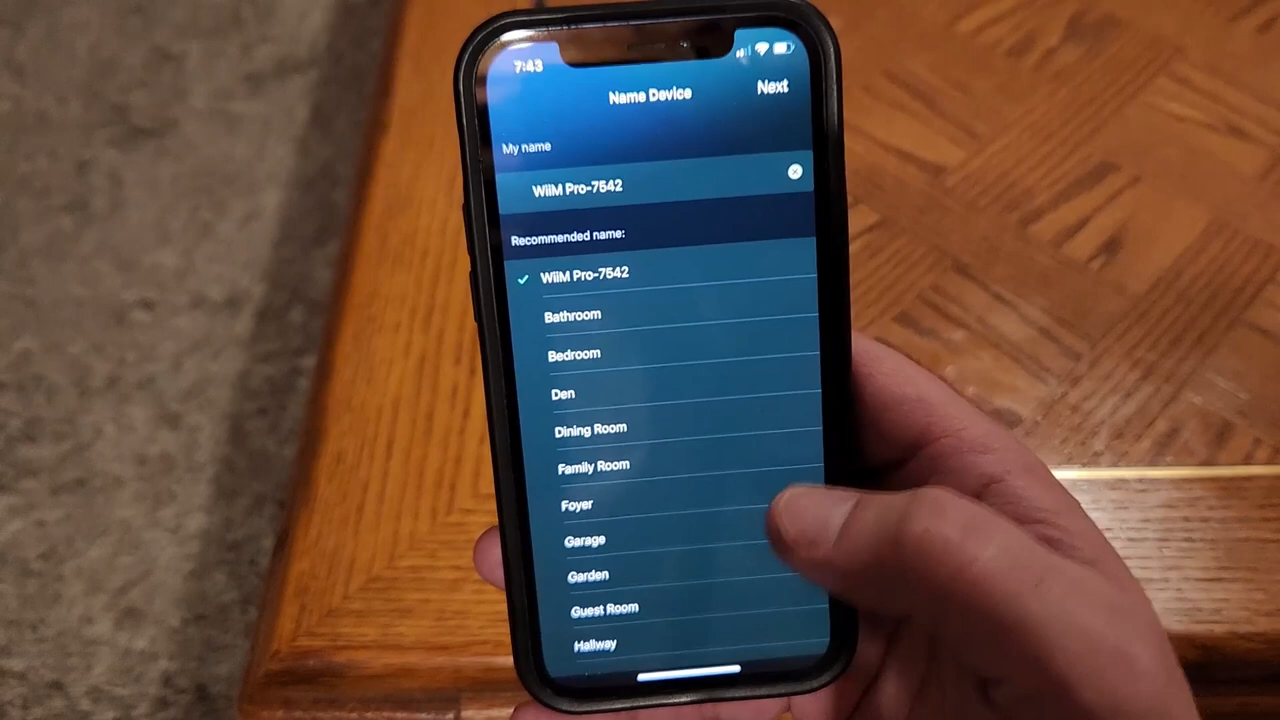 7:43
Name Device
Next
My name
WiiM Pro-7542
Recommended name:
WiiM Pro-7542
Bathroom
Bedroom
Den
Dining Room
Family Room
Foyer
Garage
Garden
Guest Room
Hallway